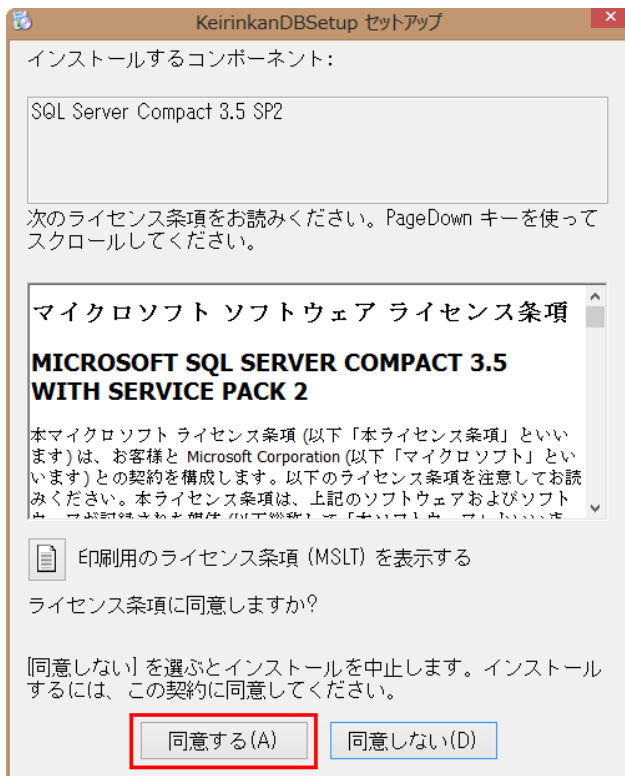 KeirinkanDBSetup セットアップ
インストールするコンポーネント:
SQL Server Compact 3.5 SP2
次のライセンス条項をお読みください。PageDown キーを使って
スクロールしてください。
マイクロソフト ソフトウェア ライセンス条項
MICROSOFT SQL SERVER COMPACT 3.5
WITH SERVICE PACK 2
本マイクロソフト ライセンス条項 (以下「本ライセンス条項」といい
ます) は、お客様と Microsoft Corporation (以下「マイクロソフト」とい
います) との契約を構成します。以下のライセンス条項を注意してお読
みください。本ライセンス条項は、上記のソフトウェアおよびソフト
印刷用のライセンス条項 (MSLT) を表示する
ライセンス条項に同意しますか?
[同意しない] を選ぶとインストールを中止します。インストール
するには、この契約に同意してください。
同意する(A)
同意しない(D)